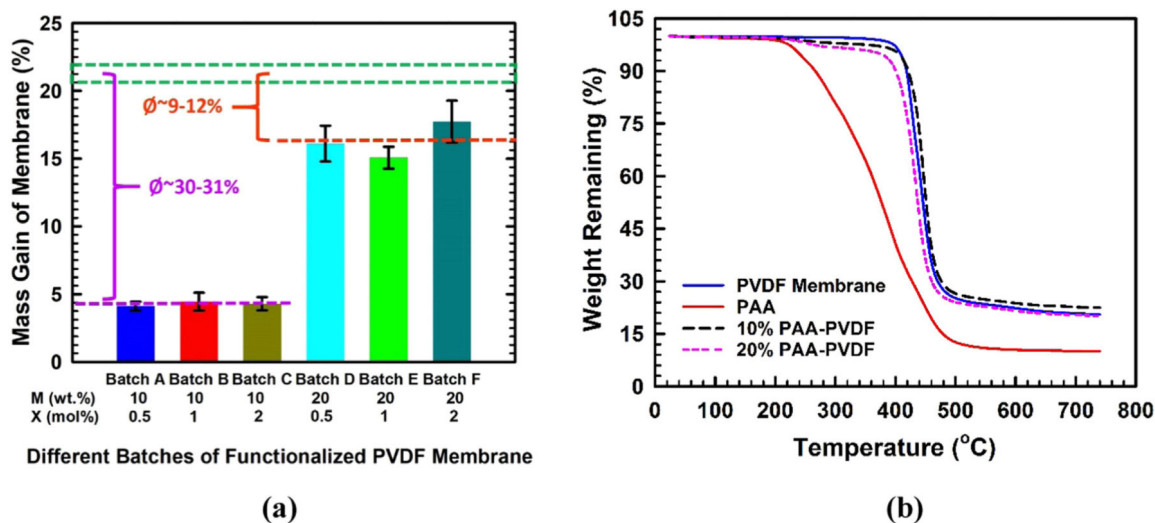 Mass Gain of Membrane (%)
25
20
15
10
5
0
Ø~9-12%
Ø~30-31%
Batch A Batch B Batch C Batch D Batch E Batch F
M (wt.%) 10 10 10 20 20 20
X (mol%) 0.5 1 2 0.5 1 2
Different Batches of Functionalized PVDF Membrane
(a)
Weight Remaining (%)
105
90
75
60
45
30
15
0
PVDF Membrane
PAA
10% PAA-PVDF
20% PAA-PVDF
0 100 200 300 400 500 600 700 800
Temperature (°C)
(b)